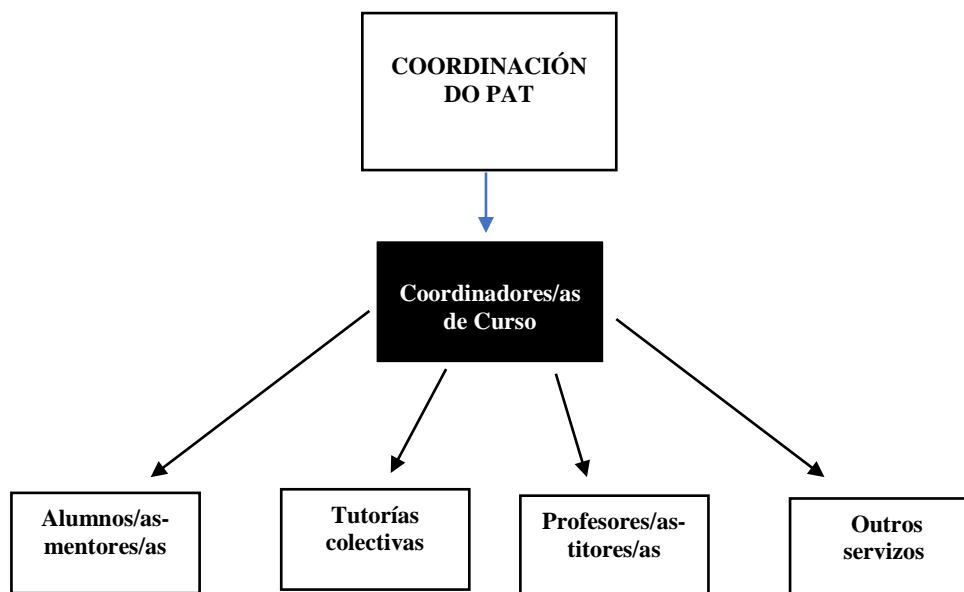 COORDINACIÓN
DO PAT
Coordinadores/as
de Curso
Alumnos/as-
mentores/as
Tutorías
colectivas
Profesores/as-
titores/as
Outros
servizos